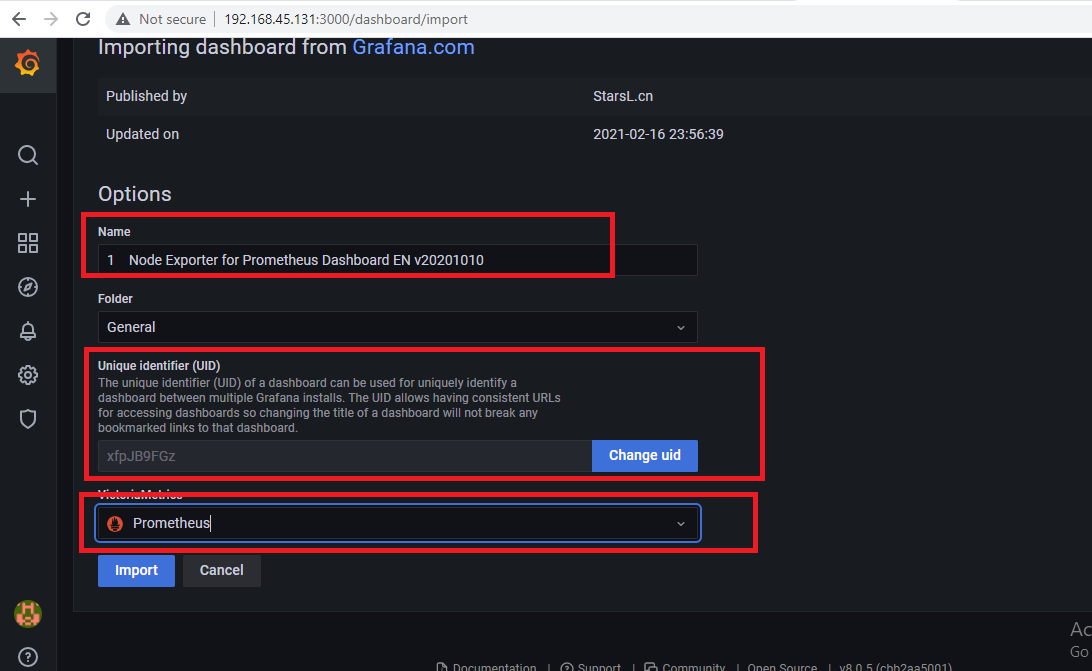 Not secure | 192.168.45.131:3000/dashboard/import
Importing dashboard from Grafana.com
Published by StarsL.cn
Updated on 2021-02-16 23:56:39
Options
Name
1 Node Exporter for Prometheus Dashboard EN v20201010
Folder
General
Unique identifier (UID)
The unique identifier (UID) of a dashboard can be used for uniquely identify a
dashboard between multiple Grafana installs. The UID allows having consistent URLs
for accessing dashboards so changing the title of a dashboard will not break any
bookmarked links to that dashboard.
xfpJB9FGz Change uid
VictoriaMetrics
Prometheus
Import Cancel
Ac
Go
Documentation | Support | Community | Open Source | v8.0.5 (cbb2aa5001)